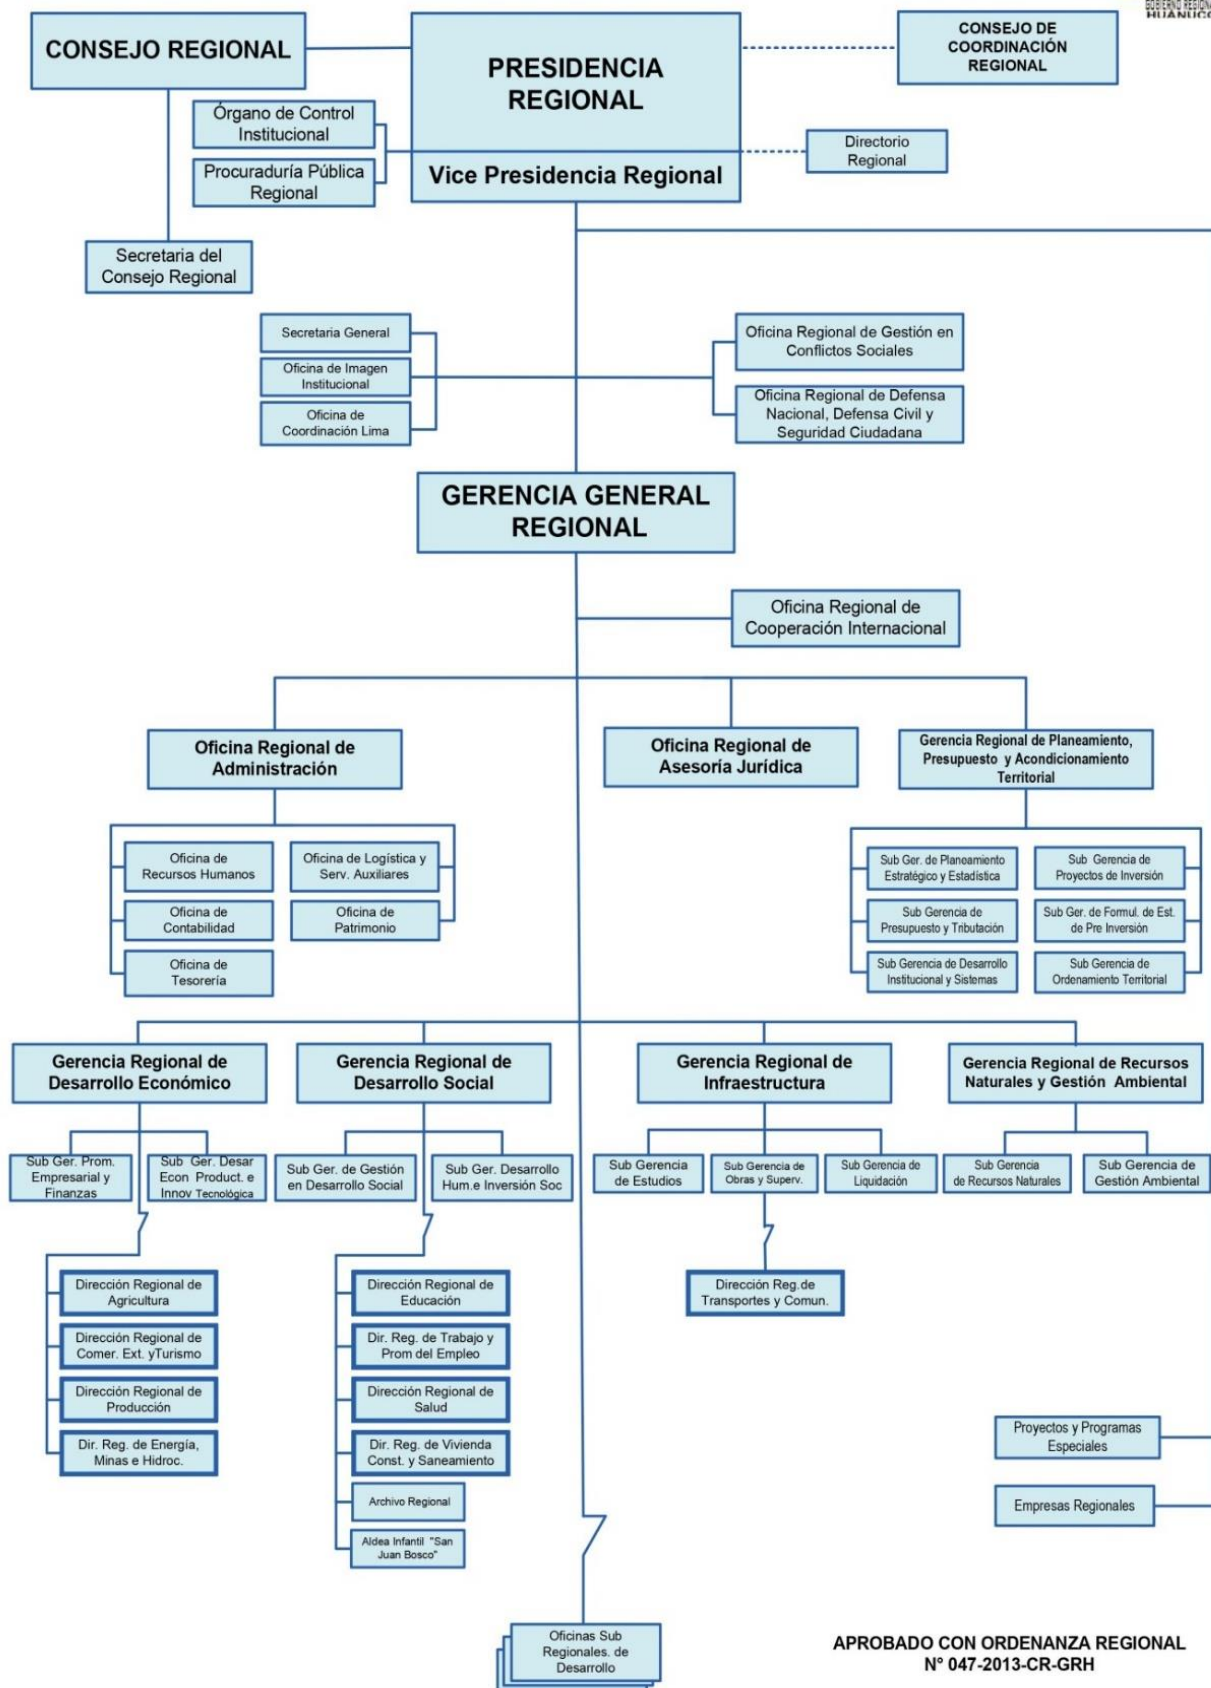 GOBIERNO REGIONAL
HUANUCO
CONSEJO REGIONAL
PRESIDENCIA
REGIONAL
CONSEJO DE
COORDINACIÓN
REGIONAL
Órgano de Control
Institucional
Procuraduría Pública
Regional
Vice Presidencia Regional
Directorio
Regional
Secretaria del
Consejo Regional
Secretaria General
Oficina de Imagen
Institucional
Oficina de
Coordinación Lima
Oficina Regional de Gestión en
Conflictos Sociales
Oficina Regional de Defensa
Nacional, Defensa Civil y
Seguridad Ciudadana
GERENCIA GENERAL
REGIONAL
Oficina Regional de
Cooperación Internacional
Oficina Regional de
Administración
Oficina Regional de
Asesoría Jurídica
Gerencia Regional de Planeamiento,
Presupuesto y Acondicionamiento
Territorial
Oficina de
Recursos Humanos
Oficina de Logística y
Serv. Auxiliares
Oficina de
Contabilidad
Oficina de
Patrimonio
Oficina de
Tesorería
Sub Ger. de Planeamiento
Estratégico y Estadística
Sub Gerencia de
Proyectos de Inversión
Sub Gerencia de
Presupuesto y Tributación
Sub Ger. de Formul. de Est.
de Pre Inversión
Sub Gerencia de Desarrollo
Institucional y Sistemas
Sub Gerencia de
Ordenamiento Territorial
Gerencia Regional de
Desarrollo Económico
Gerencia Regional de
Desarrollo Social
Gerencia Regional de
Infraestructura
Gerencia Regional de Recursos
Naturales y Gestión Ambiental
Sub Ger. Prom.
Empresarial y
Finanzas
Sub Ger. Desar
Econ Product. e
Innov Tecnológica
Sub Ger. de Gestión
en Desarrollo Social
Sub Ger. Desarrollo
Hum.e Inversión Soc
Sub Gerencia
de Estudios
Sub Gerencia de
Obras y Superv.
Sub Gerencia de
Liquidación
Sub Gerencia
de Recursos Naturales
Sub Gerencia de
Gestión Ambiental
Dirección Regional de
Agricultura
Dirección Regional de
Comer. Ext. yTurismo
Dirección Regional de
Producción
Dir. Reg. de Energía,
Minas e Hidroc.
Dirección Regional de
Educación
Dir. Reg. de Trabajo y
Prom del Empleo
Dirección Regional de
Salud
Dir. Reg. de Vivienda
Const. y Saneamiento
Archivo Regional
Aldea Infantil "San
Juan Bosco"
Dirección Reg.de
Transportes y Comun.
Proyectos y Programas
Especiales
Empresas Regionales
Oficinas Sub
Regionales. de
Desarrollo
APROBADO CON ORDENANZA REGIONAL
N° 047-2013-CR-GRH